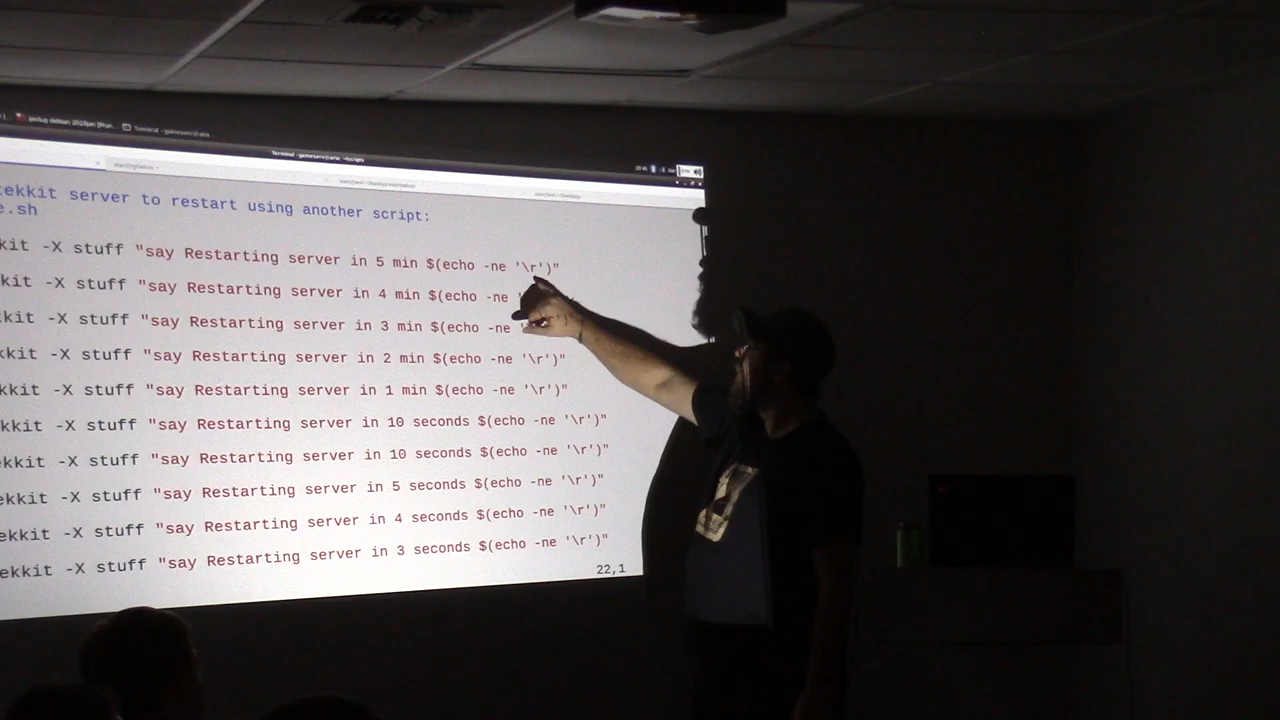 Terminal - gameserv@ana: ~/scripts
tekkit server to restart using another script:
e.sh
kit -X stuff "say Restarting server in 5 min $(echo -ne '\r')"
kit -X stuff "say Restarting server in 4 min $(echo -ne
kit -X stuff "say Restarting server in 3 min $(echo -ne '
kkit -X stuff "say Restarting server in 2 min $(echo -ne '\r')"
kkit -X stuff "say Restarting server in 1 min $(echo -ne '\r')"
kkit -X stuff "say Restarting server in 10 seconds $(echo -ne '\r')"
ekkit -X stuff "say Restarting server in 10 seconds $(echo -ne '\r')"
ekkit -X stuff "say Restarting server in 5 seconds $(echo -ne '\r')"
ekkit -X stuff "say Restarting server in 4 seconds $(echo -ne '\r')"
ekkit -X stuff "say Restarting server in 3 seconds $(echo -ne '\r')"
22,1